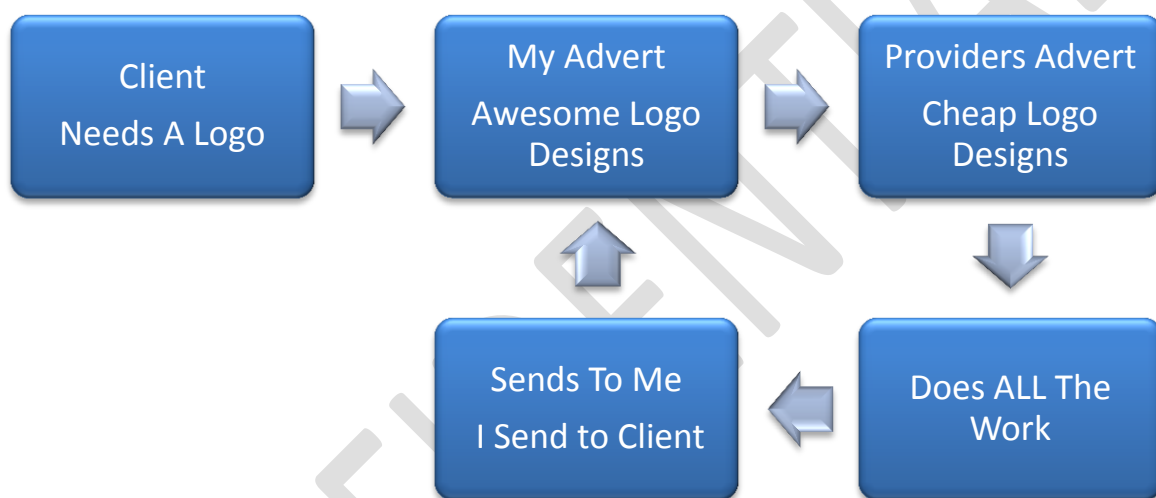 Client
Needs A Logo
My Advert
Awesome Logo
Designs
Providers Advert
Cheap Logo
Designs
Sends To Me
I Send to Client
Does ALL The
Work